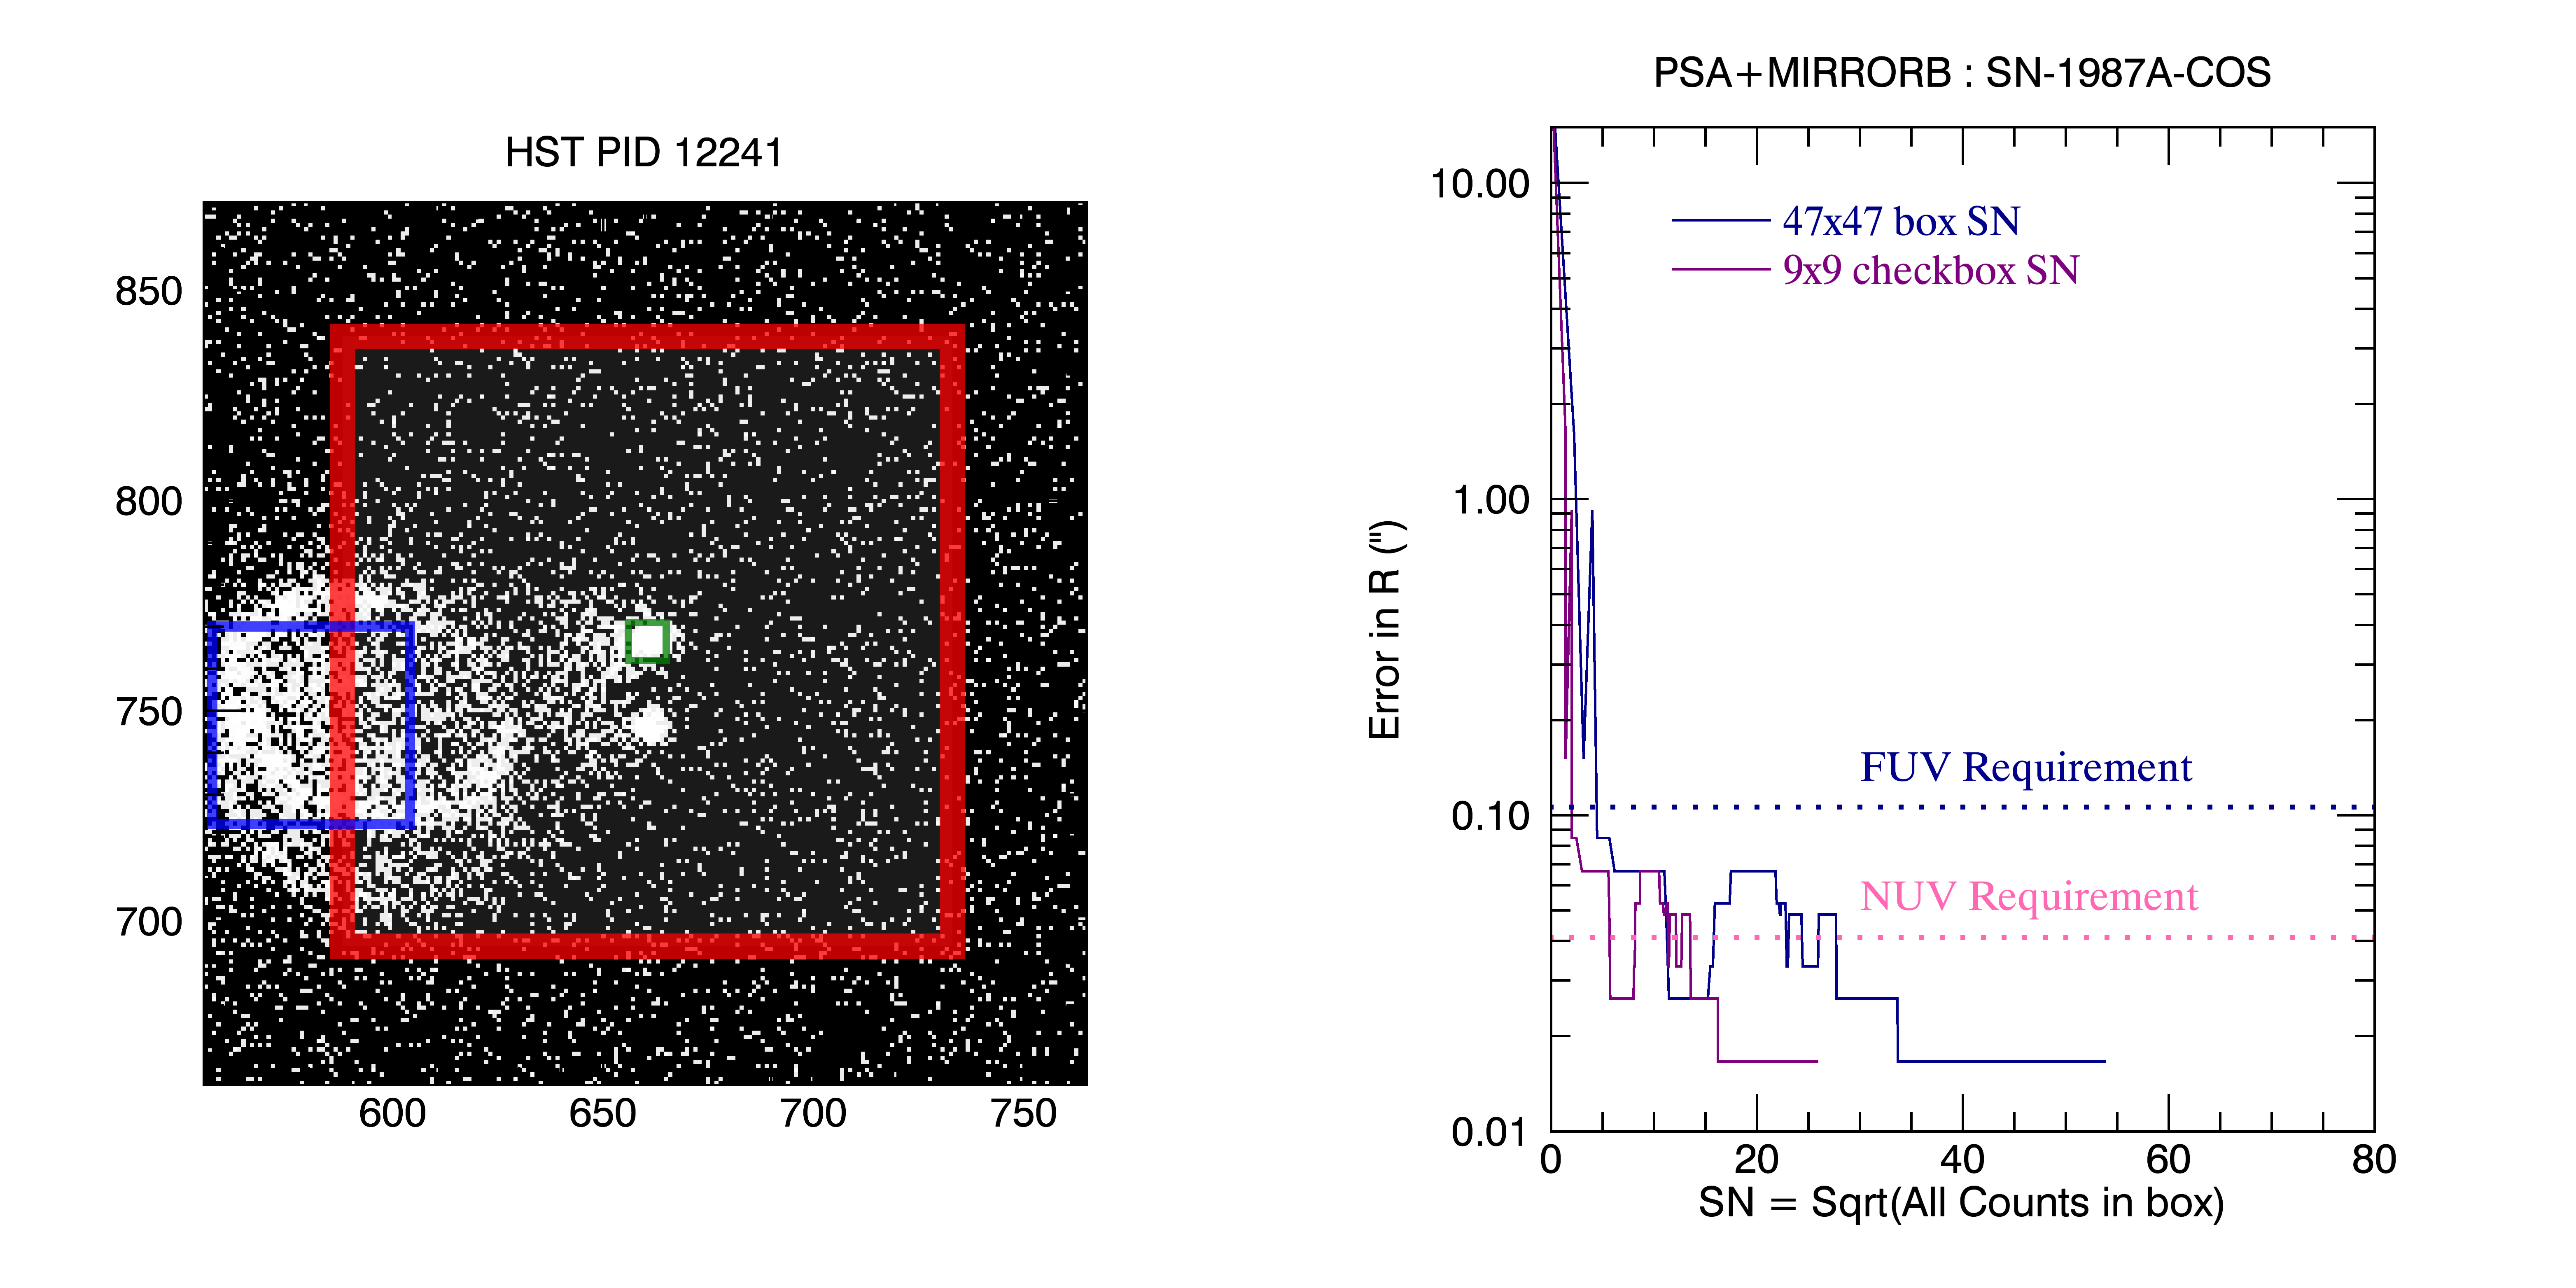 HST PID 12241
850
800
750
700
600 650 700 750
PSA+MIRRORB : SN-1987A-COS
10.00
1.00
0.10
0.01
Error in R (")
47x47 box SN
9x9 checkbox SN
FUV Requirement
NUV Requirement
0 20 40 60 80
SN = Sqrt(All Counts in box)